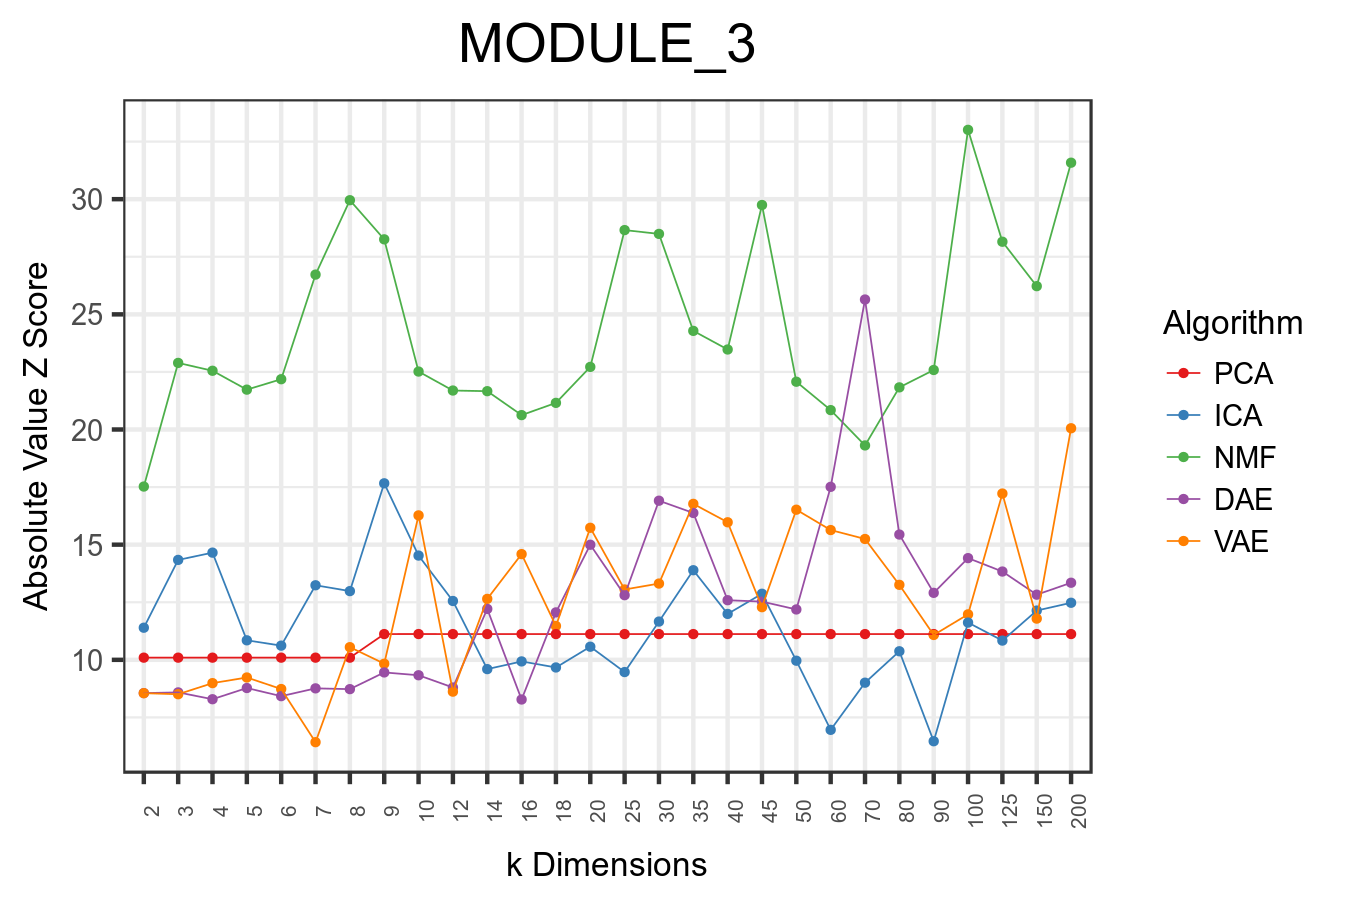 MODULE_3
Absolute Value Z Score
30
25
20
15
10
2 3 4 5 6 7 8 9 10 12 14 16 18 20 25 30 35 40 45 50 60 70 80 90 100 125 150 200
k Dimensions
Algorithm
PCA
ICA
NMF
DAE
VAE